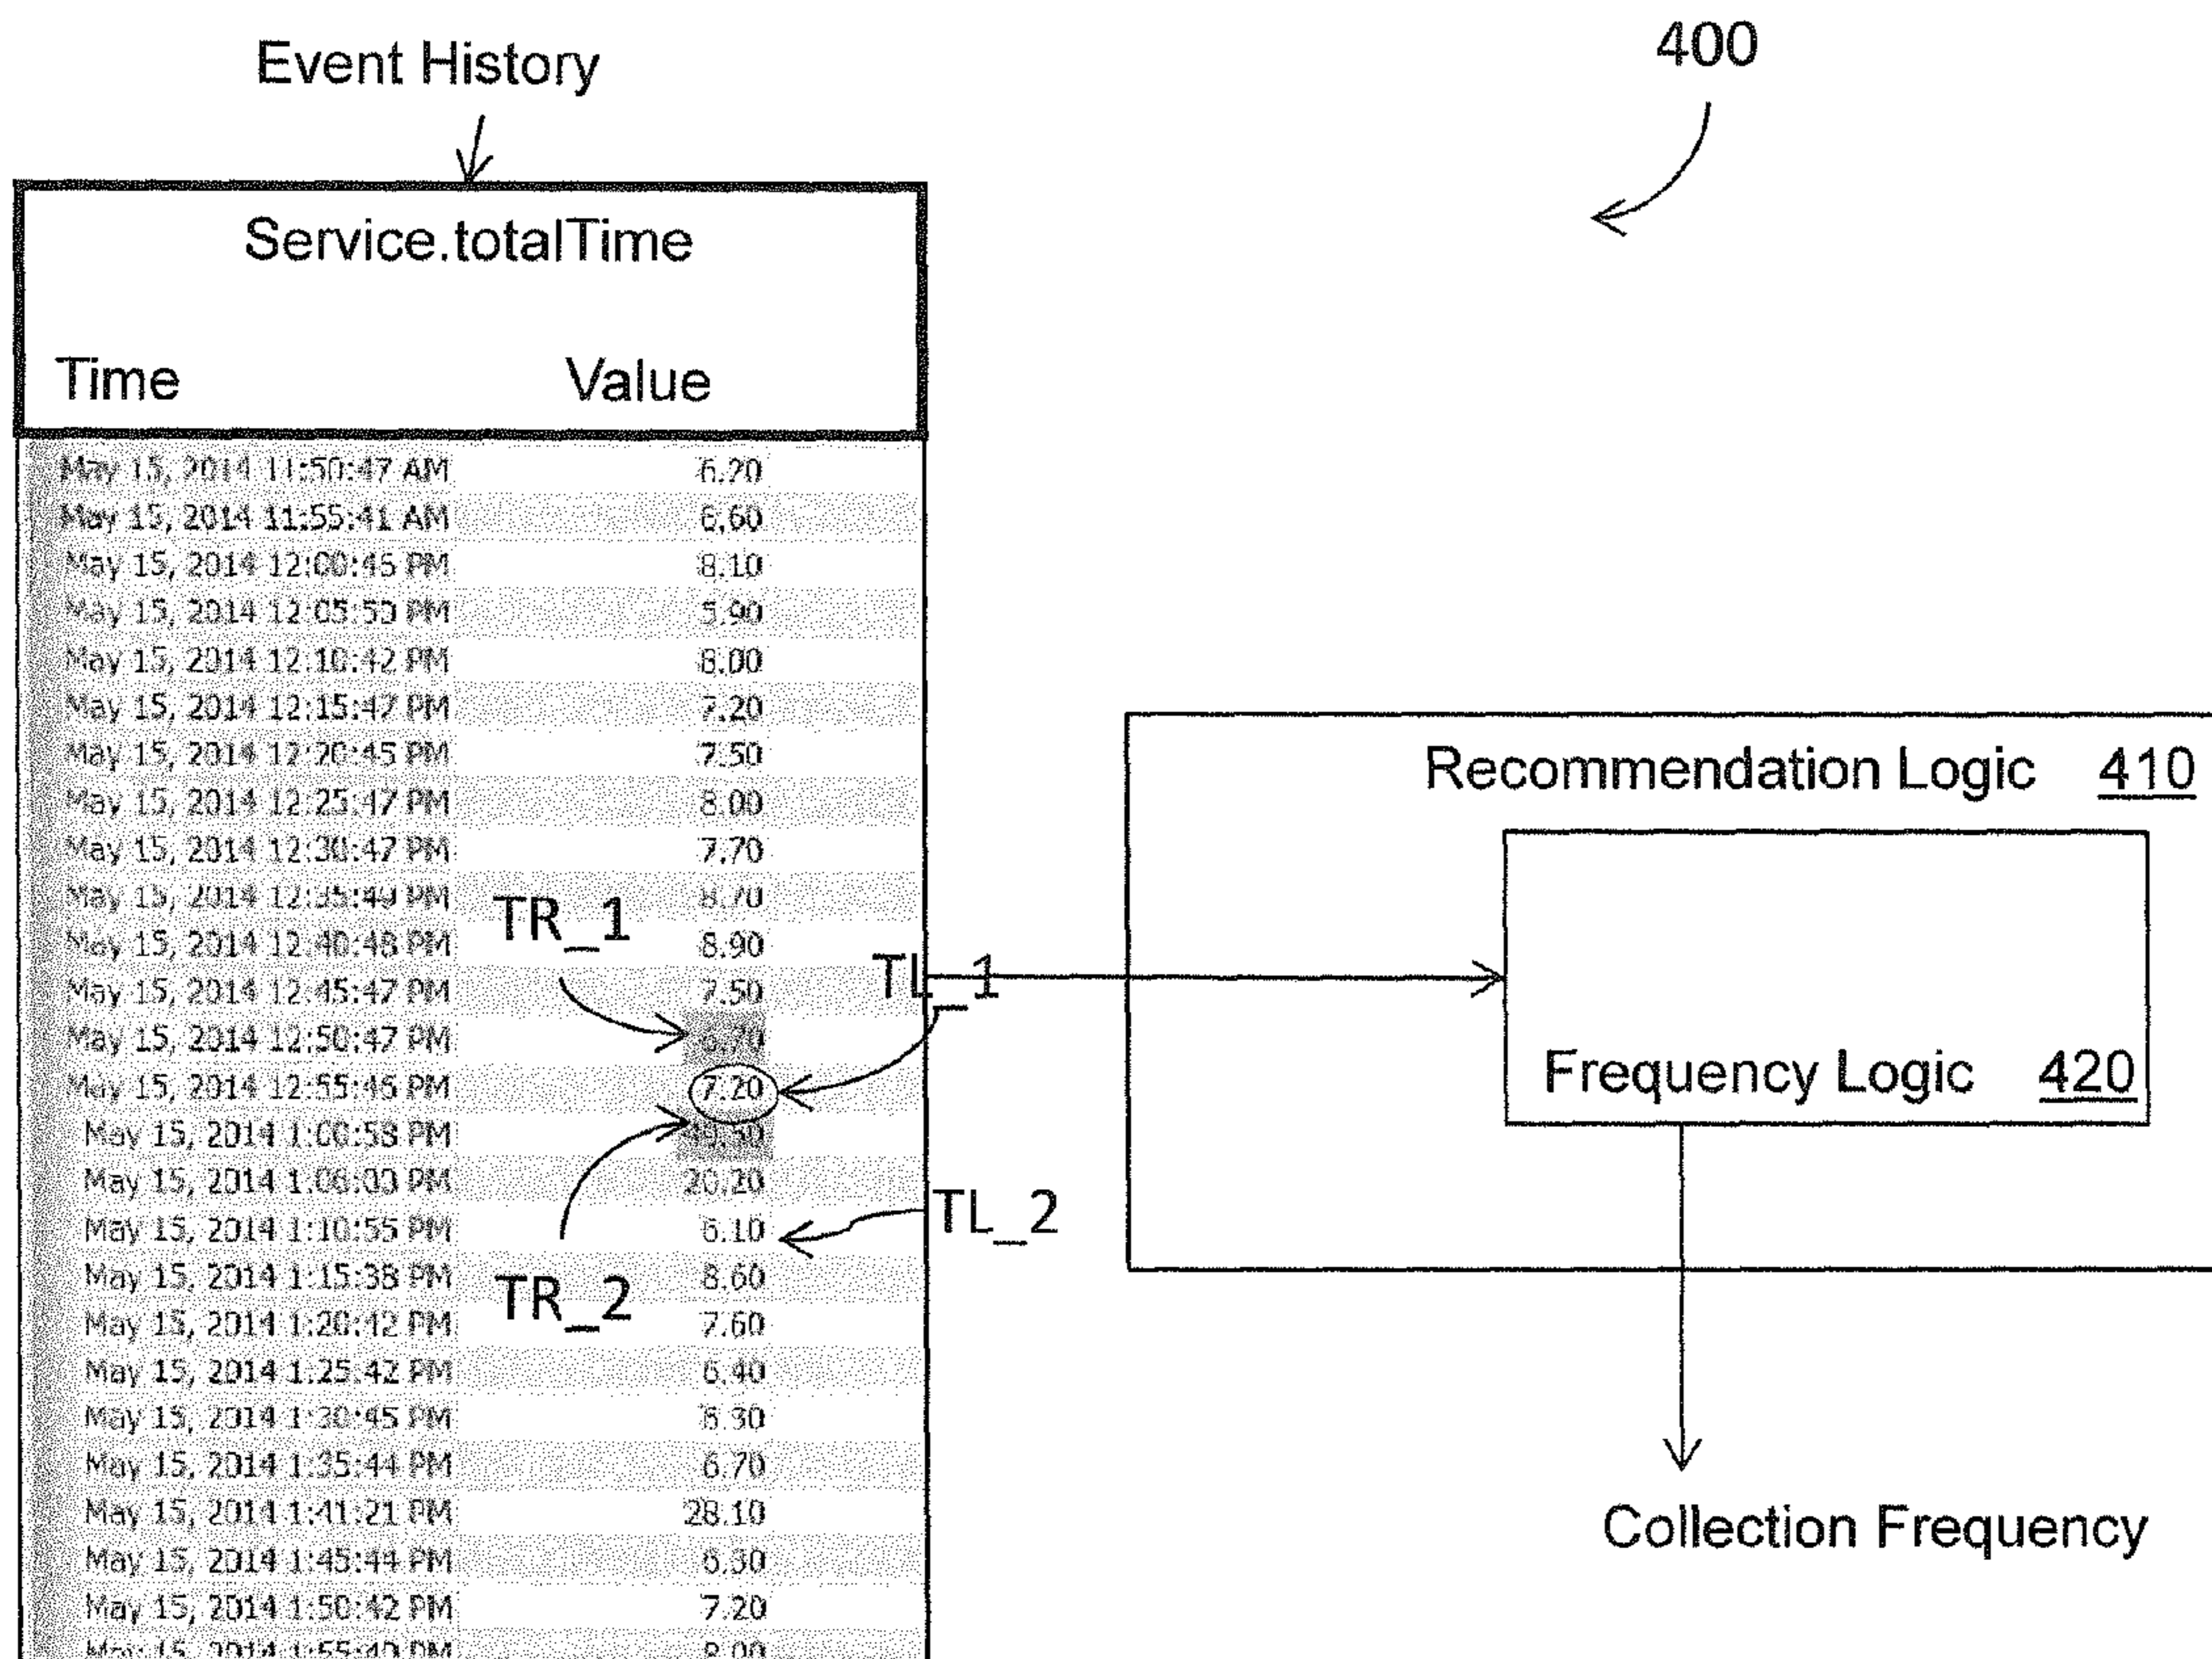 Event History
400
Service.totalTime
Time Value
May 15, 2014 11:50:47 AM 6.20
May 15, 2014 11:55:41 AM 6.60
May 15, 2014 12:00:46 PM 8.10
May 15, 2014 12:05:50 PM 5.90
May 15, 2014 12:10:42 PM 8.00
May 15, 2014 12:15:47 PM 7.20
May 15, 2014 12:20:45 PM 7.50
May 15, 2014 12:25:47 PM 8.00
May 15, 2014 12:30:47 PM 7.70
May 15, 2014 12:35:49 PM 8.70
TR_1
May 15, 2014 12:40:48 PM 8.90
May 15, 2014 12:45:47 PM 7.50
TL_1
May 15, 2014 12:50:47 PM
May 15, 2014 12:55:46 PM 7.20
May 15, 2014 1:00:58 PM
May 15, 2014 1:06:00 PM 20.20
May 15, 2014 1:10:55 PM 6.10
TL_2
May 15, 2014 1:15:38 PM 8.60
TR_2
May 15, 2014 1:20:42 PM 7.60
May 15, 2014 1:25:42 PM 6.40
May 15, 2014 1:30:45 PM
May 15, 2014 1:35:44 PM 6.70
May 15, 2014 1:41:21 PM 28.10
May 15, 2014 1:45:44 PM
May 15, 2014 1:50:42 PM 7.20
Recommendation Logic 410
Frequency Logic 420
Collection Frequency